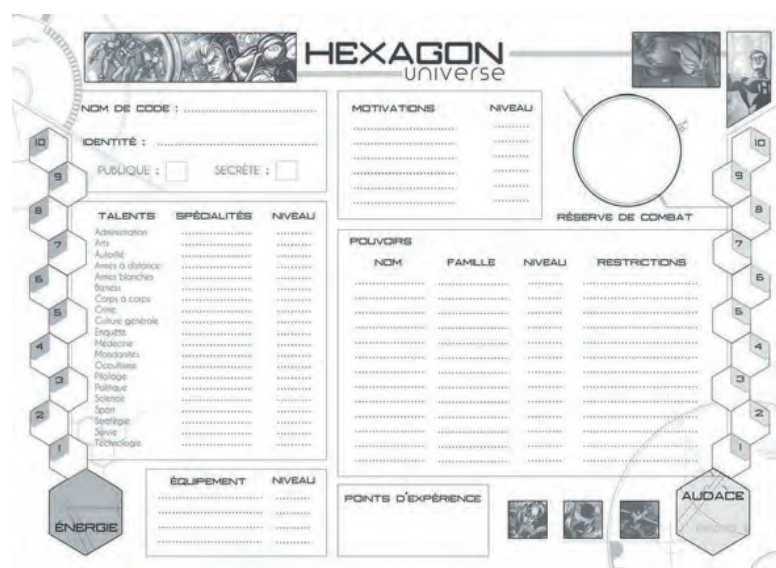 HEXAGON
universe
NOM DE CODE :
IDENTITÉ :
PUBLIQUE : SECRÈTE :
MOTIVATIONS NIVEAU
RÉSERVE DE COMBAT
TALENTS SPÉCIALITÉS NIVEAU
Administration
Arts
Autorité
Armes à distance
Armes blanches
Bizness
Corps à corps
Crime
Culture générale
Enquête
Médecine
Mondanités
Occultisme
Pilotage
Politique
Science
Sport
Stratégie
Survie
Technologie
POUVOIRS
NOM FAMILLE NIVEAU RESTRICTIONS
ÉQUIPEMENT NIVEAU
POINTS D'EXPÉRIENCE
10
9
8
7
6
5
4
3
2
1
ÉNERGIE
10
9
8
7
6
5
4
3
2
1
AUDACE